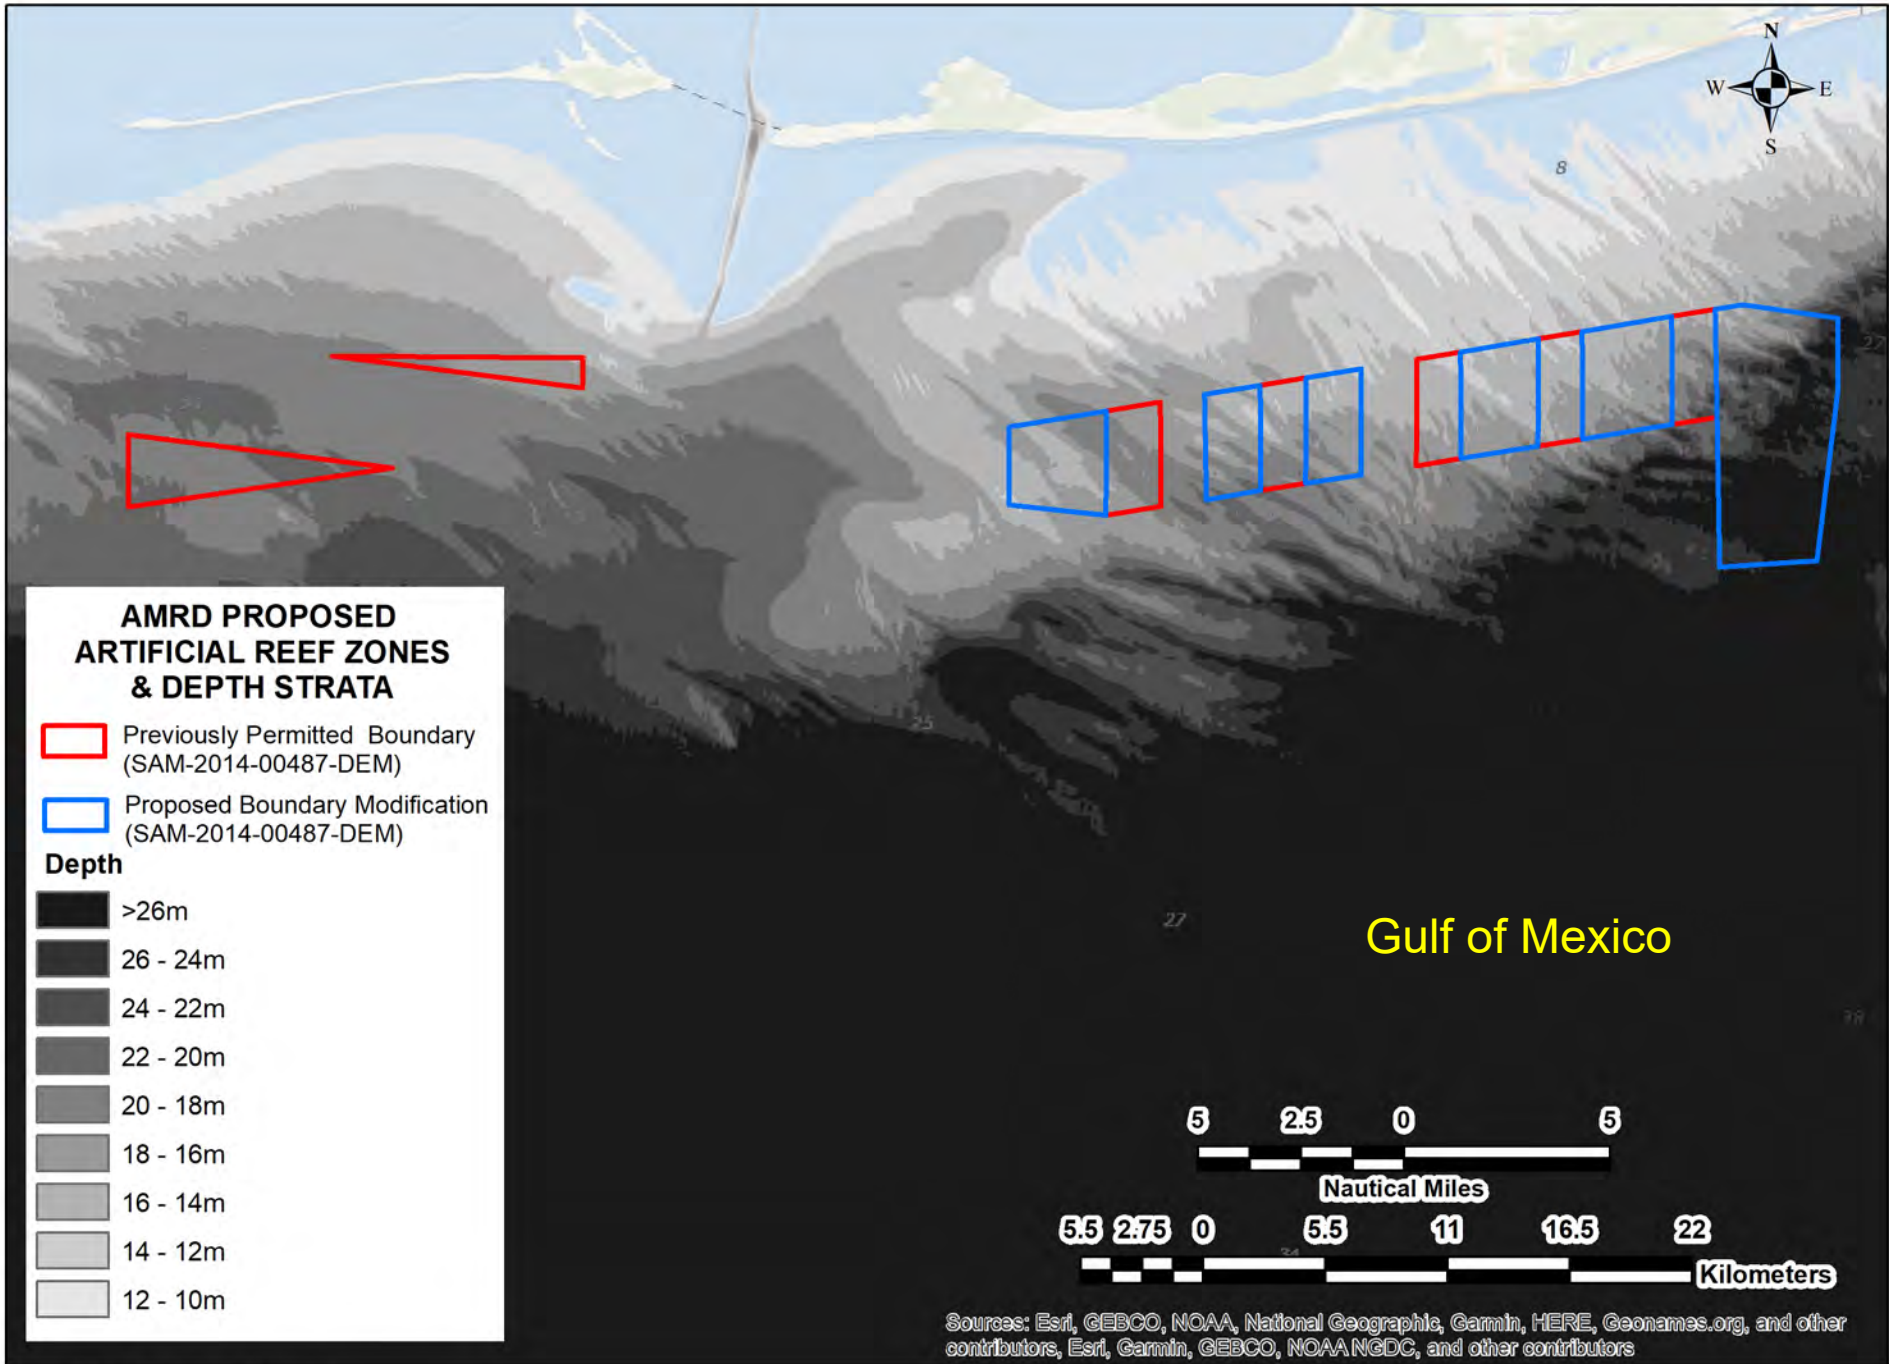 N
W E
S
8
27
25
27
38
34
AMRD PROPOSED
ARTIFICIAL REEF ZONES
& DEPTH STRATA
Previously Permitted Boundary
(SAM-2014-00487-DEM)
Proposed Boundary Modification
(SAM-2014-00487-DEM)
Depth
>26m
26 - 24m
24 - 22m
22 - 20m
20 - 18m
18 - 16m
16 - 14m
14 - 12m
12 - 10m
Gulf of Mexico
5 2.5 0 5
Nautical Miles
5.5 2.75 0 5.5 11 16.5 22
Kilometers
Sources: Esri, GEBCO, NOAA, National Geographic, Garmin, HERE, Geonames.org, and other
contributors, Esri, Garmin, GEBCO, NOAA NGDC, and other contributors